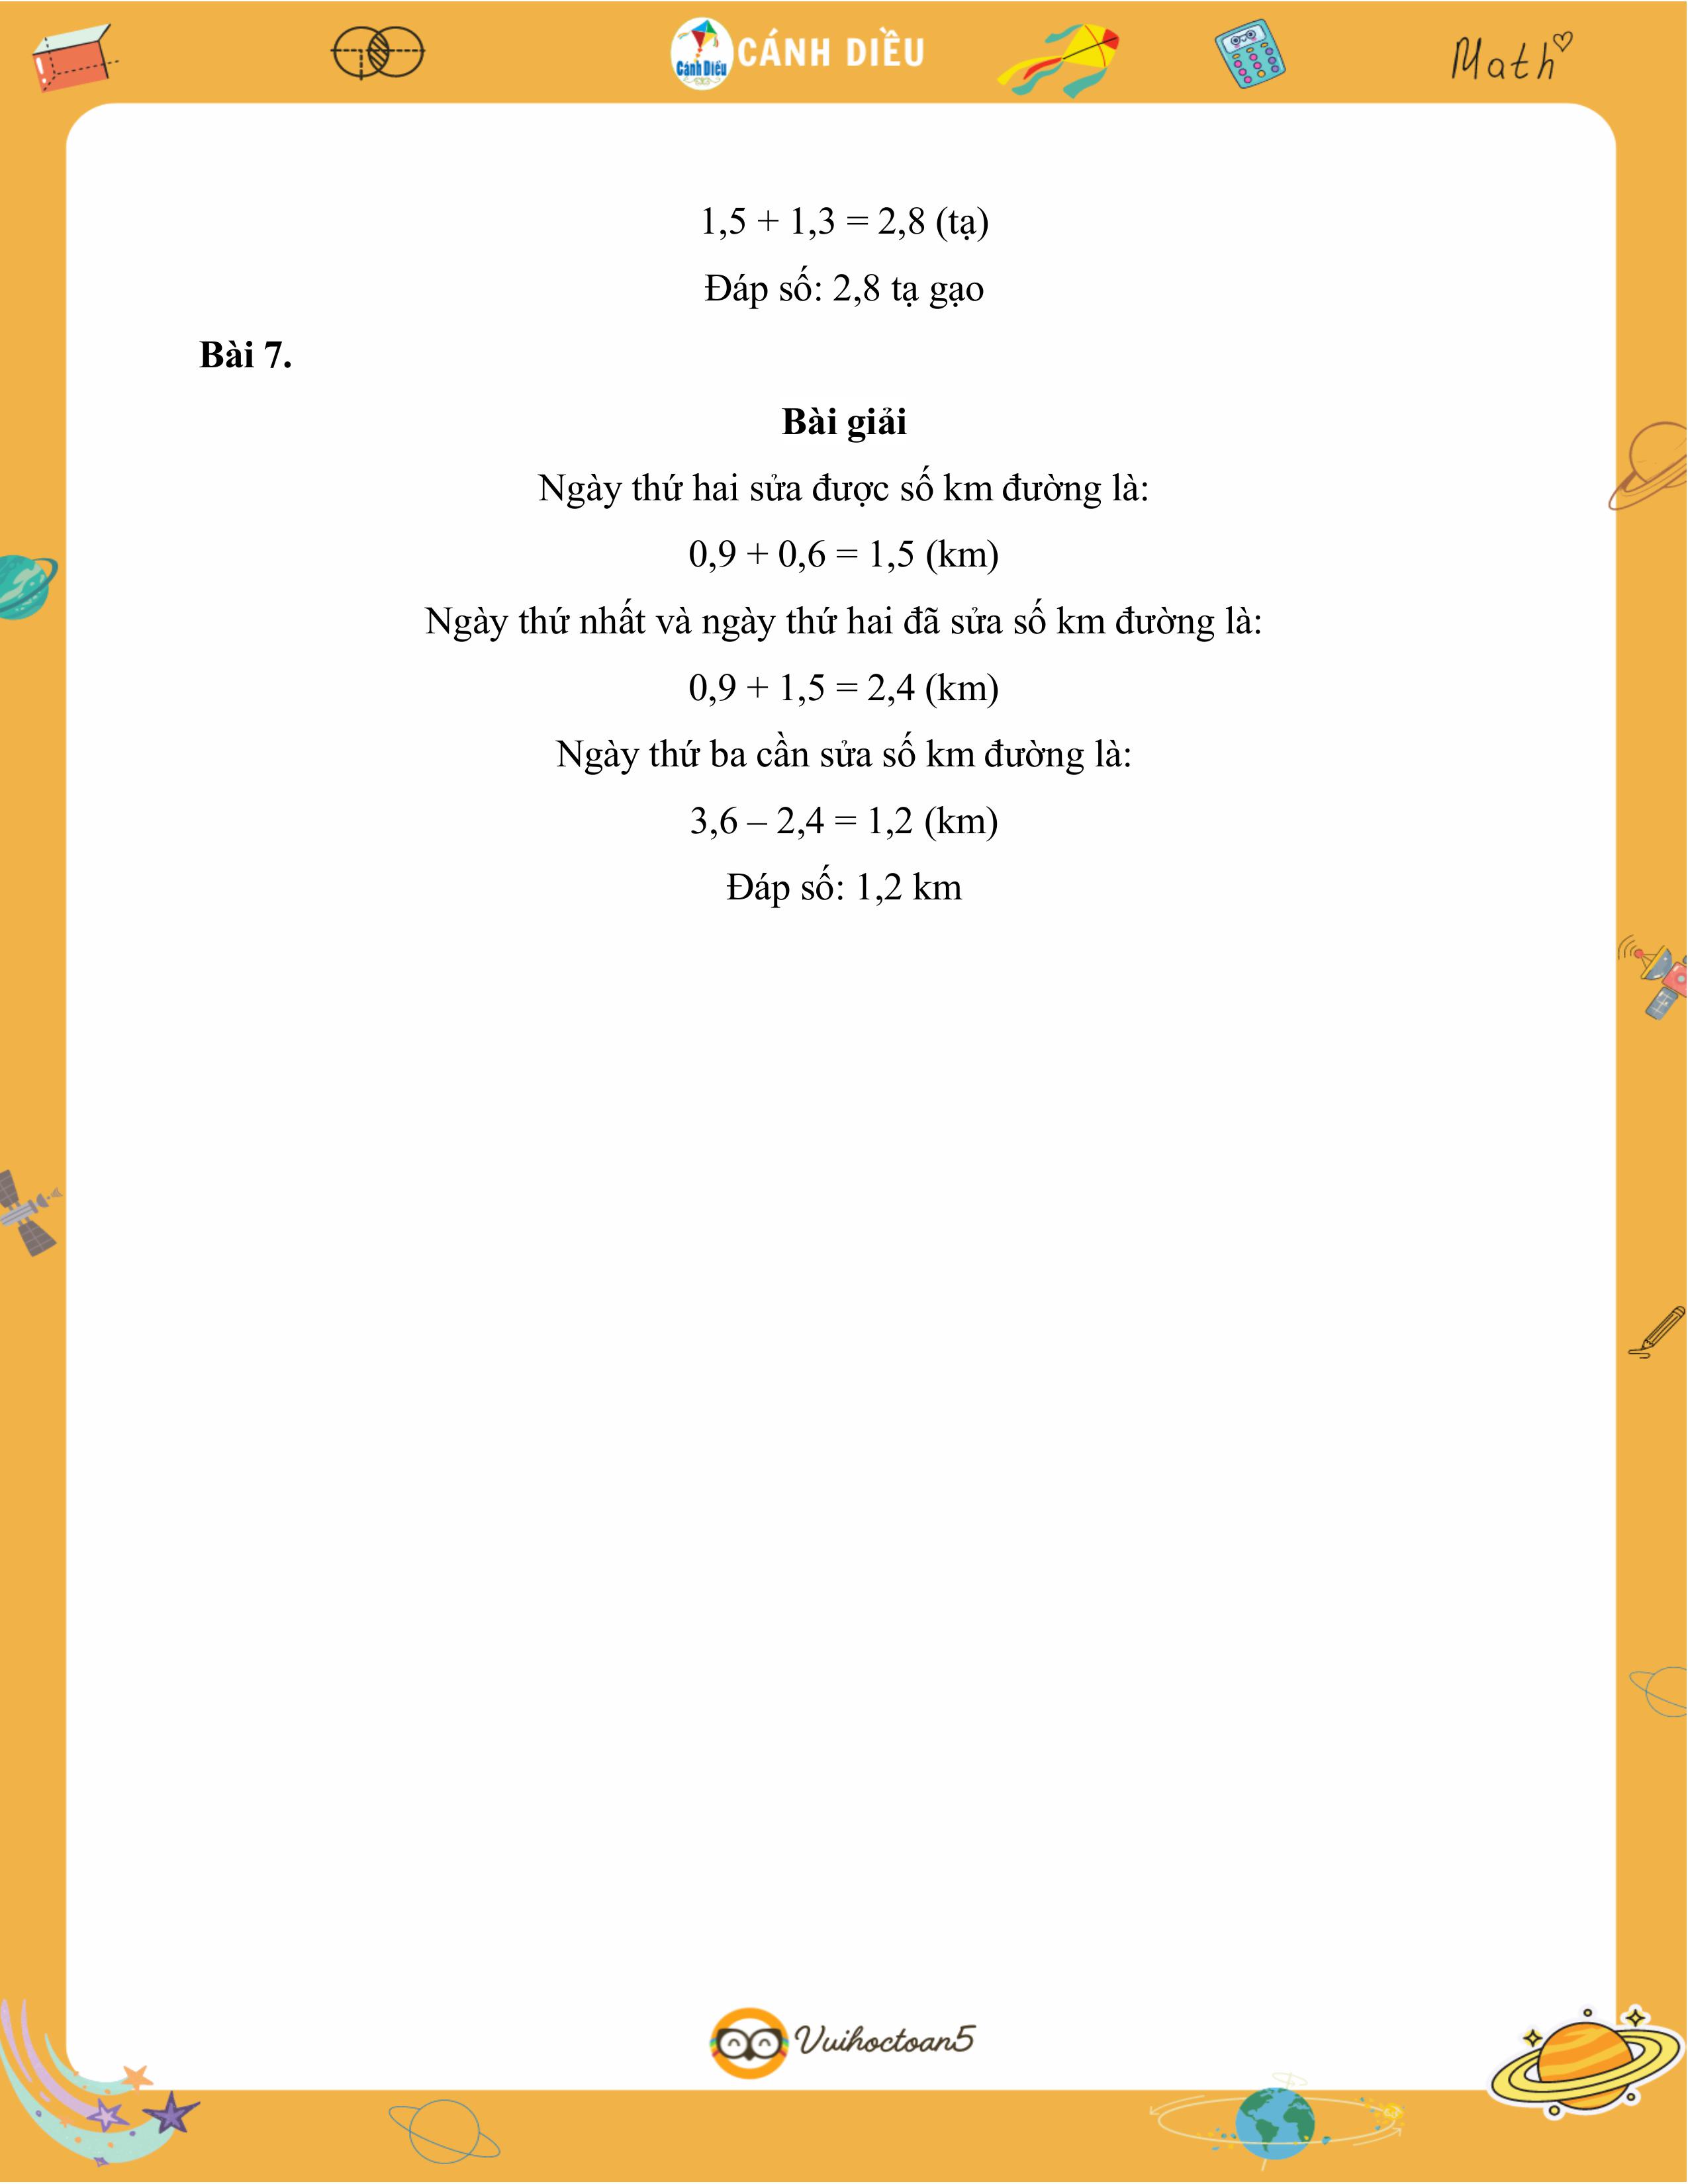 Cánh Diều
CÁNH DIỀU
Math
1,5 + 1,3 = 2,8 (tạ)
Đáp số: 2,8 tạ gạo
Bài 7.
Bài giải
Ngày thứ hai sửa được số km đường là:
0,9 + 0,6 = 1,5 (km)
Ngày thứ nhất và ngày thứ hai đã sửa số km đường là:
0,9 + 1,5 = 2,4 (km)
Ngày thứ ba cần sửa số km đường là:
3,6 – 2,4 = 1,2 (km)
Đáp số: 1,2 km
Vuihoctoan5